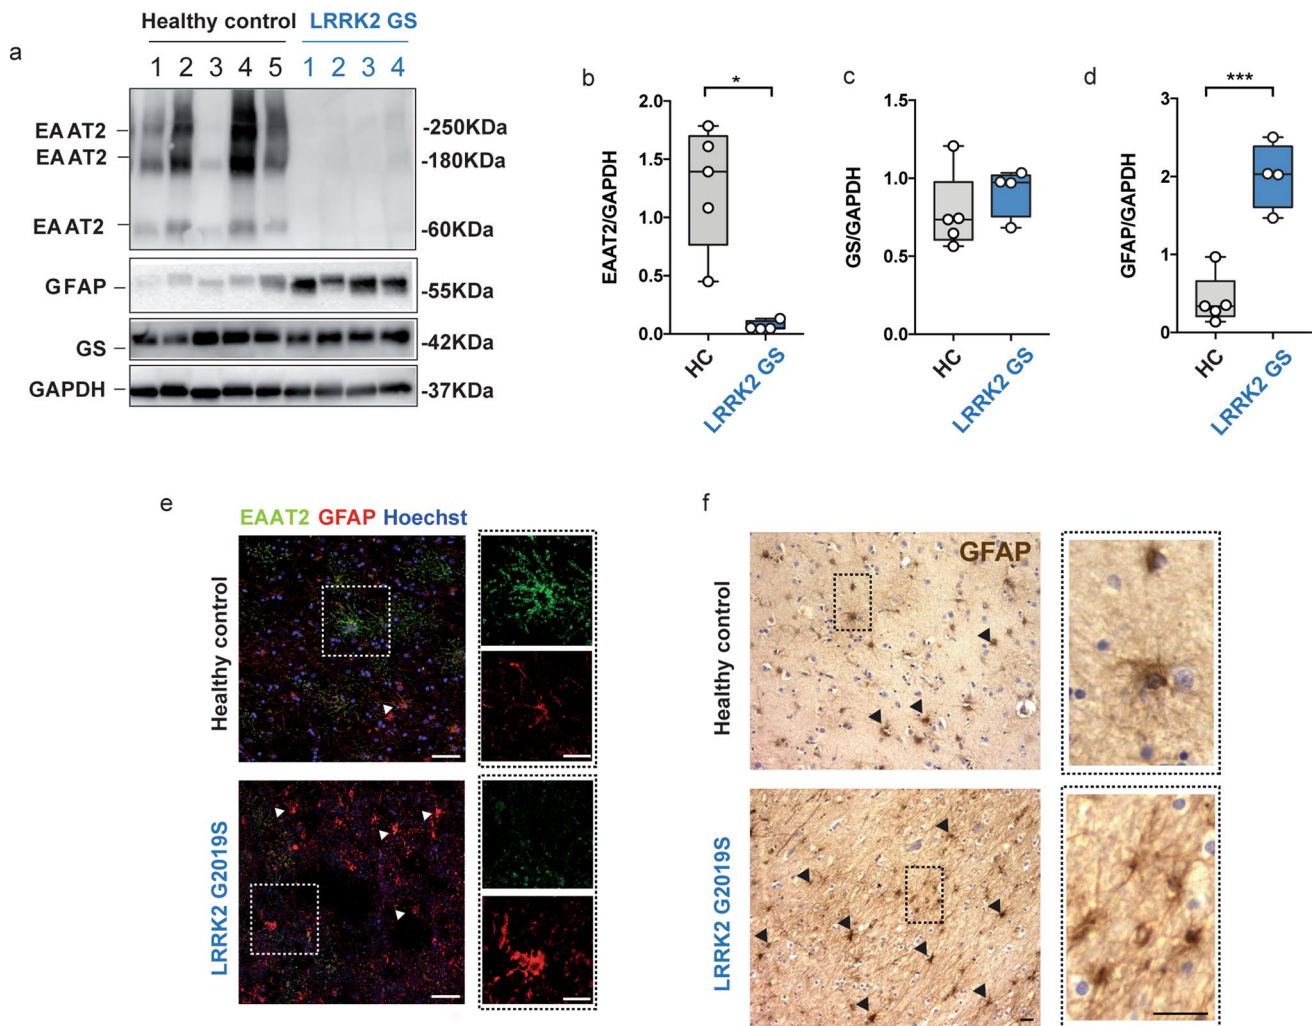 a
Healthy control LRRK2 GS
1 2 3 4 5 1 2 3 4
EAAT2 -250KDa
EAAT2 -180KDa
EAAT2 -60KDa
GFAP -55KDa
GS -42KDa
GAPDH -37KDa
b
*
EAAT2/GAPDH
2.0
1.5
1.0
0.5
0.0
HC
LRRK2 GS
c
GS/GAPDH
1.5
1.0
0.5
0.0
HC
LRRK2 GS
d
***
GFAP/GAPDH
3
2
1
0
HC
LRRK2 GS
e
EAAT2 GFAP Hoechst
Healthy control
LRRK2 G2019S
f
GFAP
Healthy control
LRRK2 G2019S